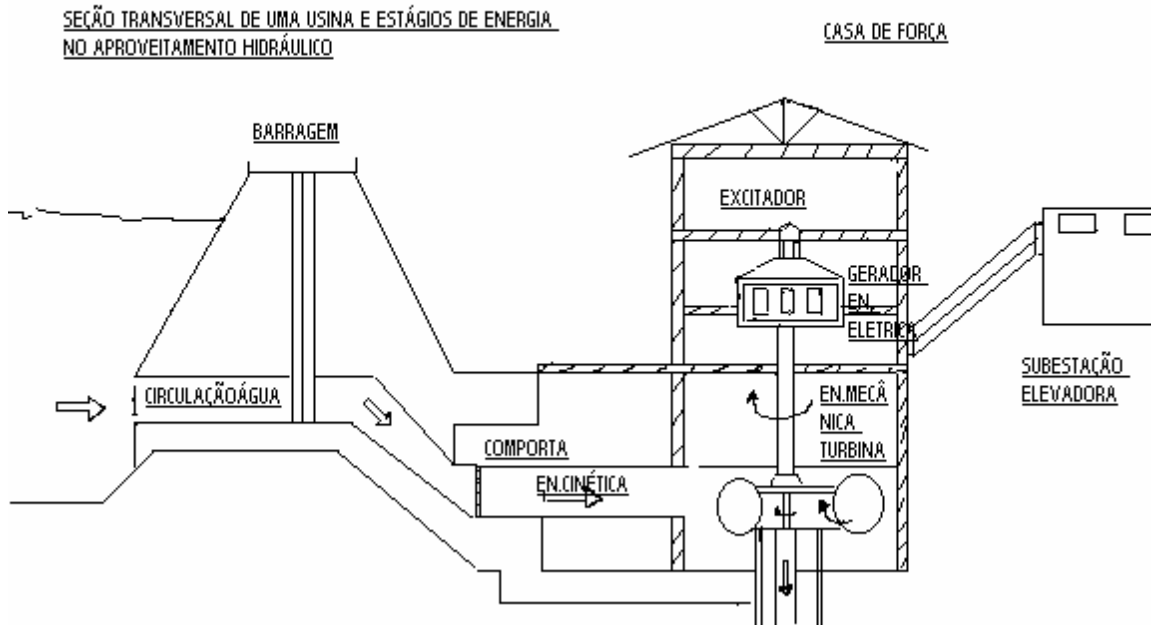 SEÇÃO TRANSVERSAL DE UMA USINA E ESTÁGIOS DE ENERGIA
NO APROVEITAMENTO HIDRÁULICO
CASA DE FORÇA
BARRAGEM
EXCITADOR
GERADOR
EN.
ELETRICA
CIRCULAÇÃOÁGUA
SUBESTAÇÃO
ELEVADORA
EN.MECÂ
NICA
TURBINA
COMPORTA
EN.CINÉTICA